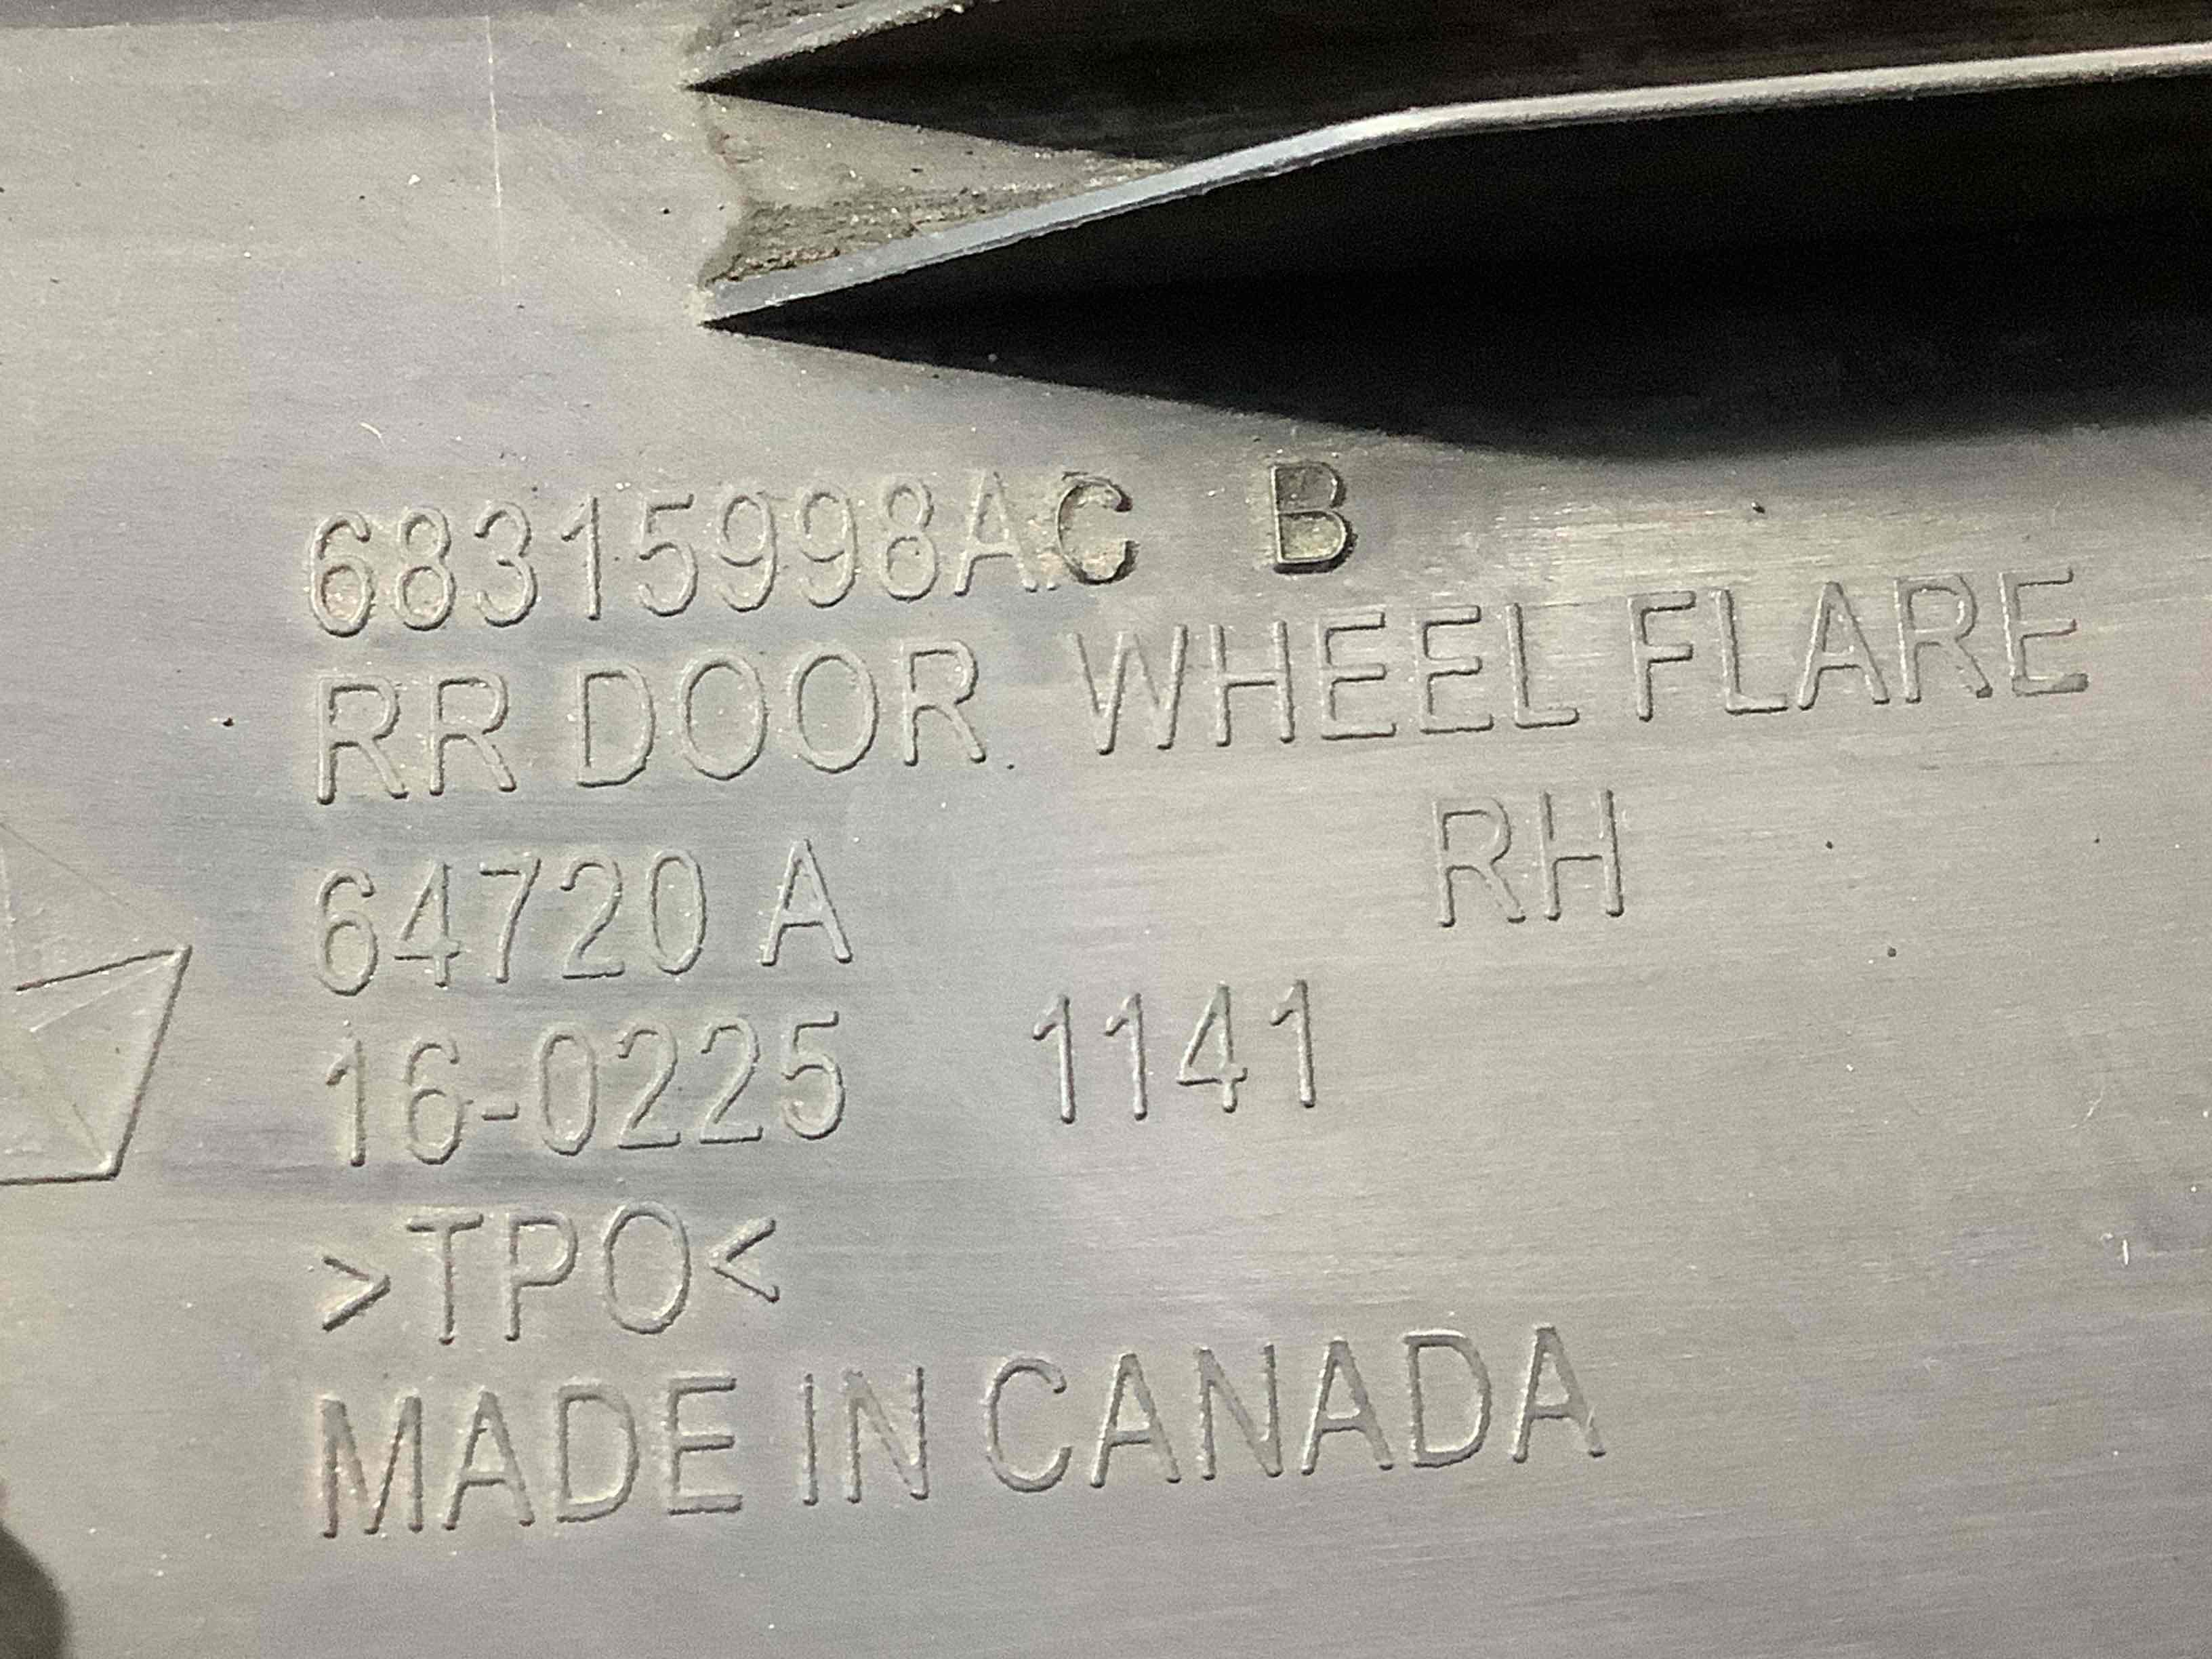 68315998AC B
RR DOOR WHEEL FLARE
RH
64720 A
16-0225 1141
>TPO<
MADE IN CANADA